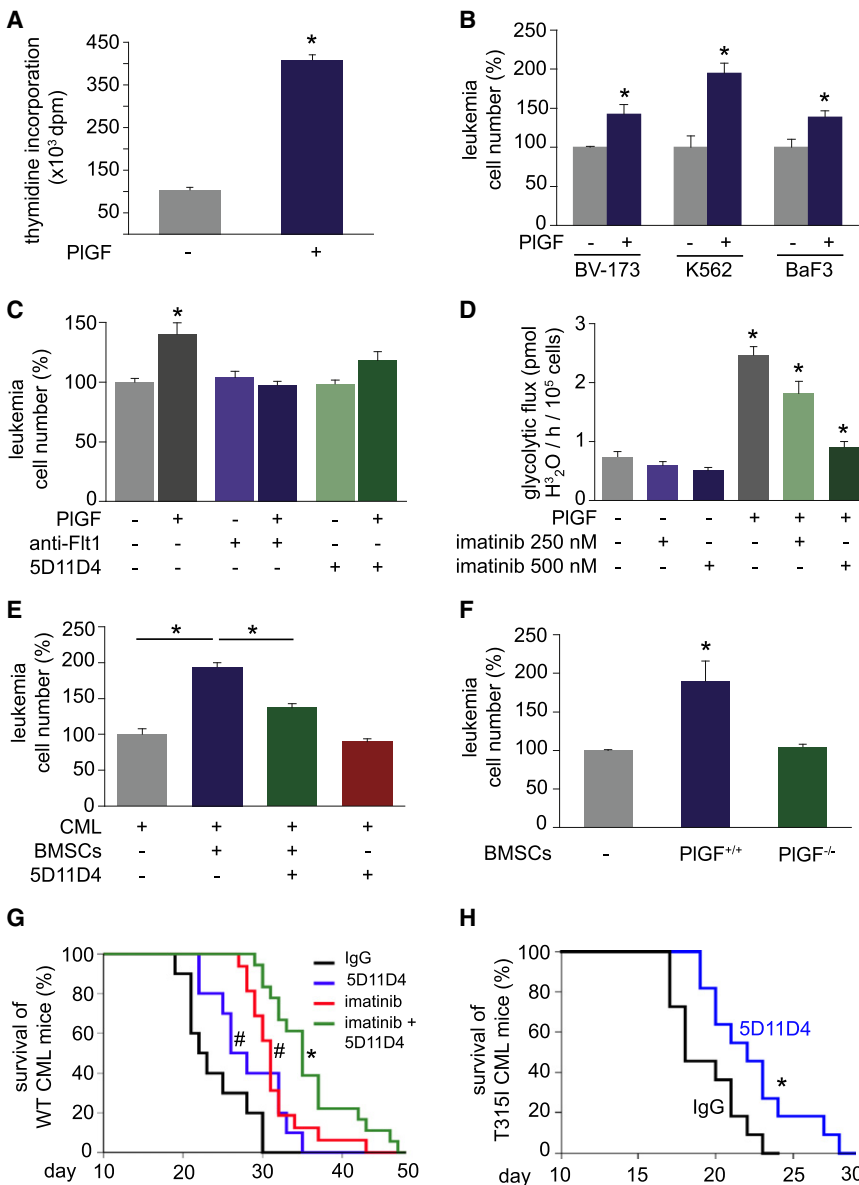 A
thymidine incorporation
(x10³ dpm)
450
350
250
150
50
*
PlGF - +
B
leukemia
cell number (%)
250
200
150
100
50
0
* * *
PlGF - + - + - +
BV-173 K562 BaF3
C
leukemia
cell number (%)
150
100
50
0
*
PlGF - + - + - +
anti-Flt1 - - + + - -
5D11D4 - - - - + +
D
glycolytic flux (pmol
H³₂O / h / 10⁵ cells)
3
2
1
0
* * *
PlGF - - - + + +
imatinib 250 nM - + - - + -
imatinib 500 nM - - + - - +
E
leukemia
cell number (%)
250
200
150
100
50
0
* *
CML + + + +
BMSCs - + + -
5D11D4 - - + +
F
leukemia
cell number (%)
250
200
150
100
50
0
*
BMSCs - PlGF+/+ PlGF-/-
G
survival of
WT CML mice (%)
100
80
60
40
20
0
IgG
5D11D4
imatinib
imatinib +
5D11D4
# # *
day 10 20 30 40 50
H
survival of
T315I CML mice (%)
100
80
60
40
20
0
5D11D4
IgG
*
day 10 20 25 30